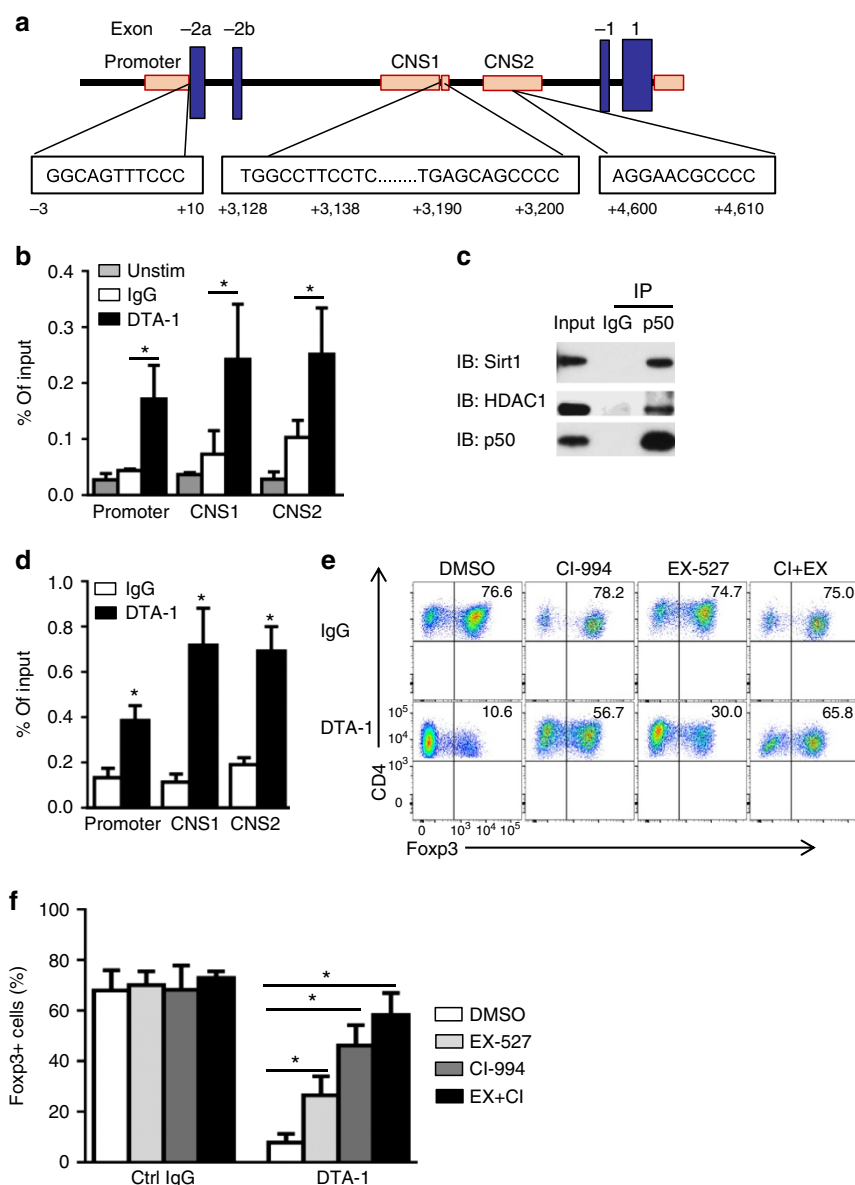 a
Exon –2a –2b –1 1
Promoter CNS1 CNS2
GGCAGTTTCCC TGGCCTTCCTC........TGAGCAGCCCC AGGAACGCCCC
–3 +10 +3,128 +3,138 +3,190 +3,200 +4,600 +4,610
b
0.4
0.3
0.2
0.1
0.0
% Of input
Unstim
IgG
DTA-1
* * *
Promoter CNS1 CNS2
c
IP
Input IgG p50
IB: Sirt1
IB: HDAC1
IB: p50
d
1.0
0.8
0.6
0.4
0.2
0.0
% Of input
IgG
DTA-1
* * *
Promoter CNS1 CNS2
e
DMSO CI-994 EX-527 CI+EX
IgG
76.6 78.2 74.7 75.0
DTA-1
10.6 56.7 30.0 65.8
10⁵
10⁴
10³
0
CD4
0 10³ 10⁴ 10⁵
Foxp3
f
100
80
60
40
20
0
Foxp3+ cells (%)
*
*
*
DMSO
EX-527
CI-994
EX+CI
Ctrl IgG DTA-1